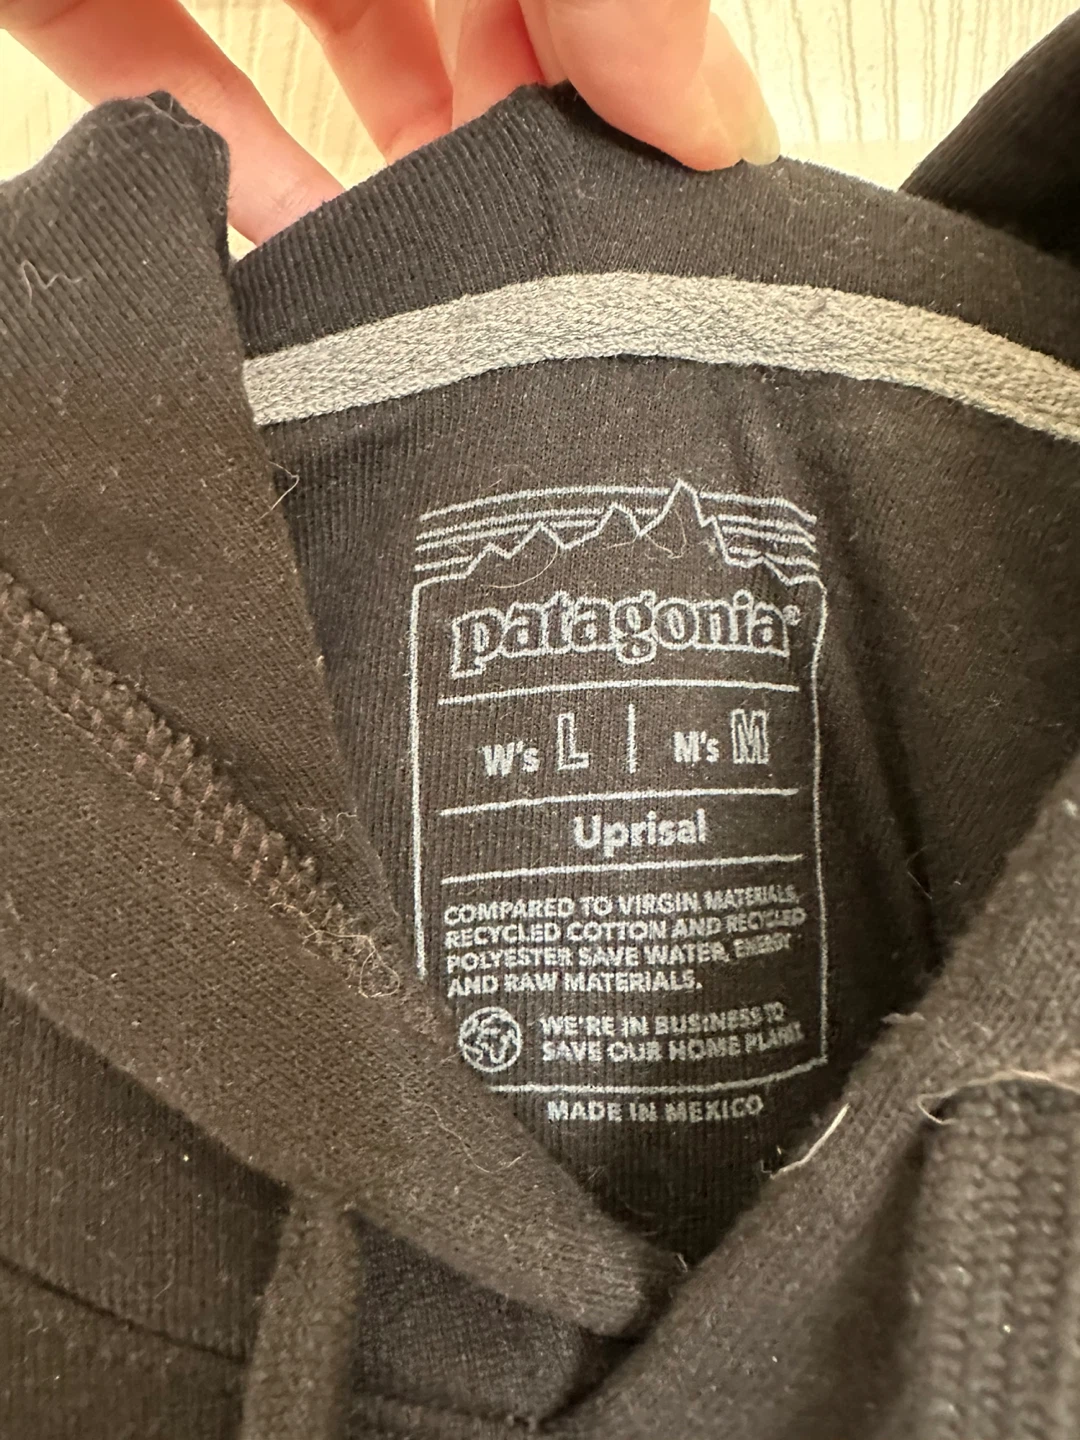 patagonia®
W's L | M's M
Uprisal
COMPARED TO VIRGIN MATERIALS,
RECYCLED COTTON AND RECYCLED
POLYESTER SAVE WATER, ENERGY
AND RAW MATERIALS.
WE'RE IN BUSINESS TO
SAVE OUR HOME PLANET.
MADE IN MEXICO